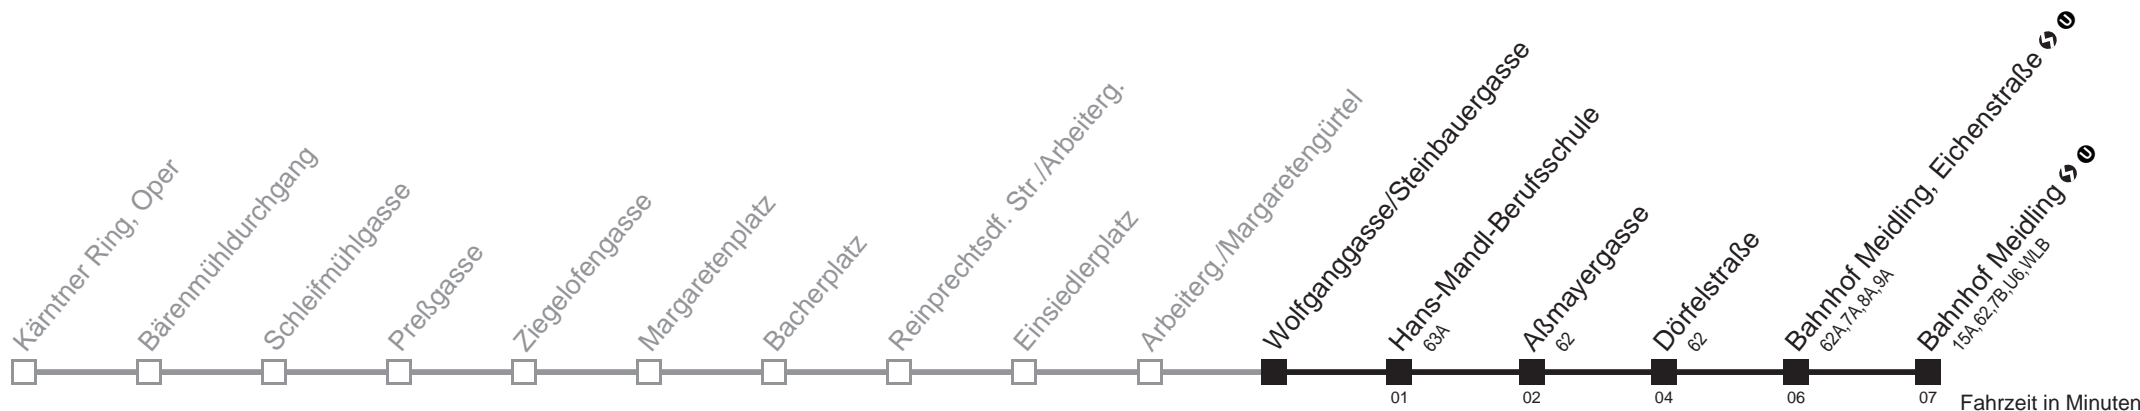 Kärntner Ring, Oper
Bärenmühldurchgang
Schleifmühlgasse
Preßgasse
Ziegelofengasse
Margaretenplatz
Bacherplatz
Reinprechtsdf. Str./Arbeiterg.
Einsiedlerplatz
Arbeiterg./Margaretengürtel
Wolfganggasse/Steinbauergasse
Hans-Mandl-Berufsschule
63A
Aßmayergasse
62
Dörfelstraße
62
Bahnhof Meidling, Eichenstraße U
62A,7A,8A,9A
Bahnhof Meidling U
15A,62,7B,U6,WLB
01
02
04
06
07
Fahrzeit in Minuten